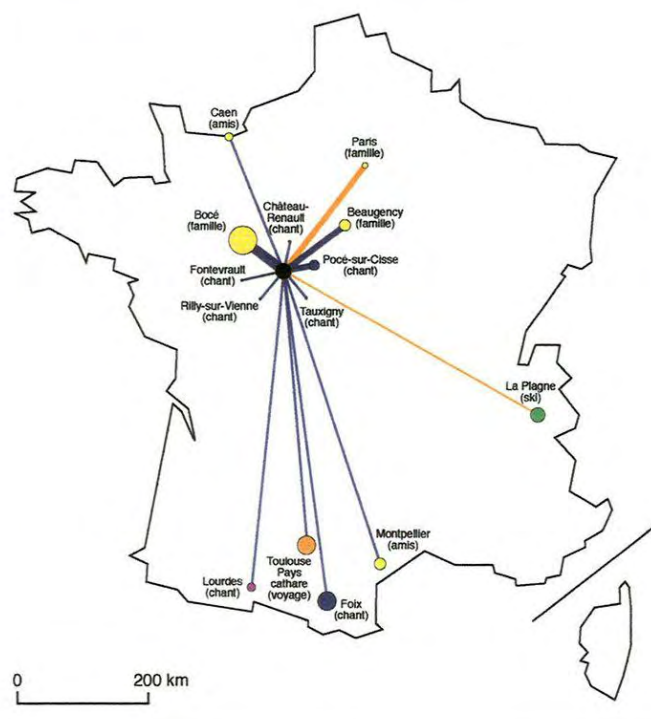 Caen
(amis)
Paris
(famille)
Château-
Renault
(chant)
Beaugency
(famille)
Bocé
(famille)
Pocé-sur-Cisse
(chant)
Fontevrault
(chant)
Rilly-sur-Vienne
(chant)
Tauxigny
(chant)
La Plagne
(ski)
Montpellier
(amis)
Toulouse
Pays
cathare
(voyage)
Lourdes
(chant)
Foix
(chant)
0
200 km